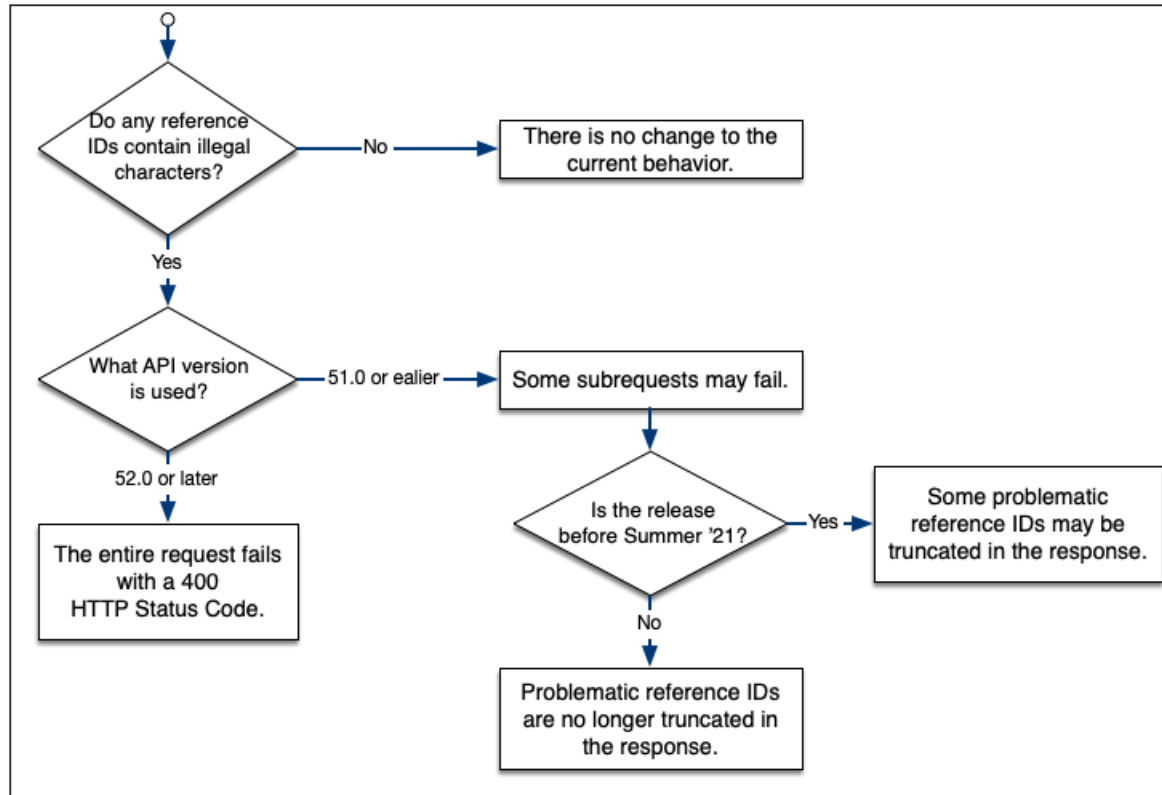 Do any reference
IDs contain illegal
characters?
No
There is no change to the
current behavior.
Yes
What API version
is used?
51.0 or ealier
Some subrequests may fail.
52.0 or later
The entire request fails
with a 400
HTTP Status Code.
Is the release
before Summer '21?
Yes
Some problematic
reference IDs may be
truncated in the response.
No
Problematic reference IDs
are no longer truncated in
the response.